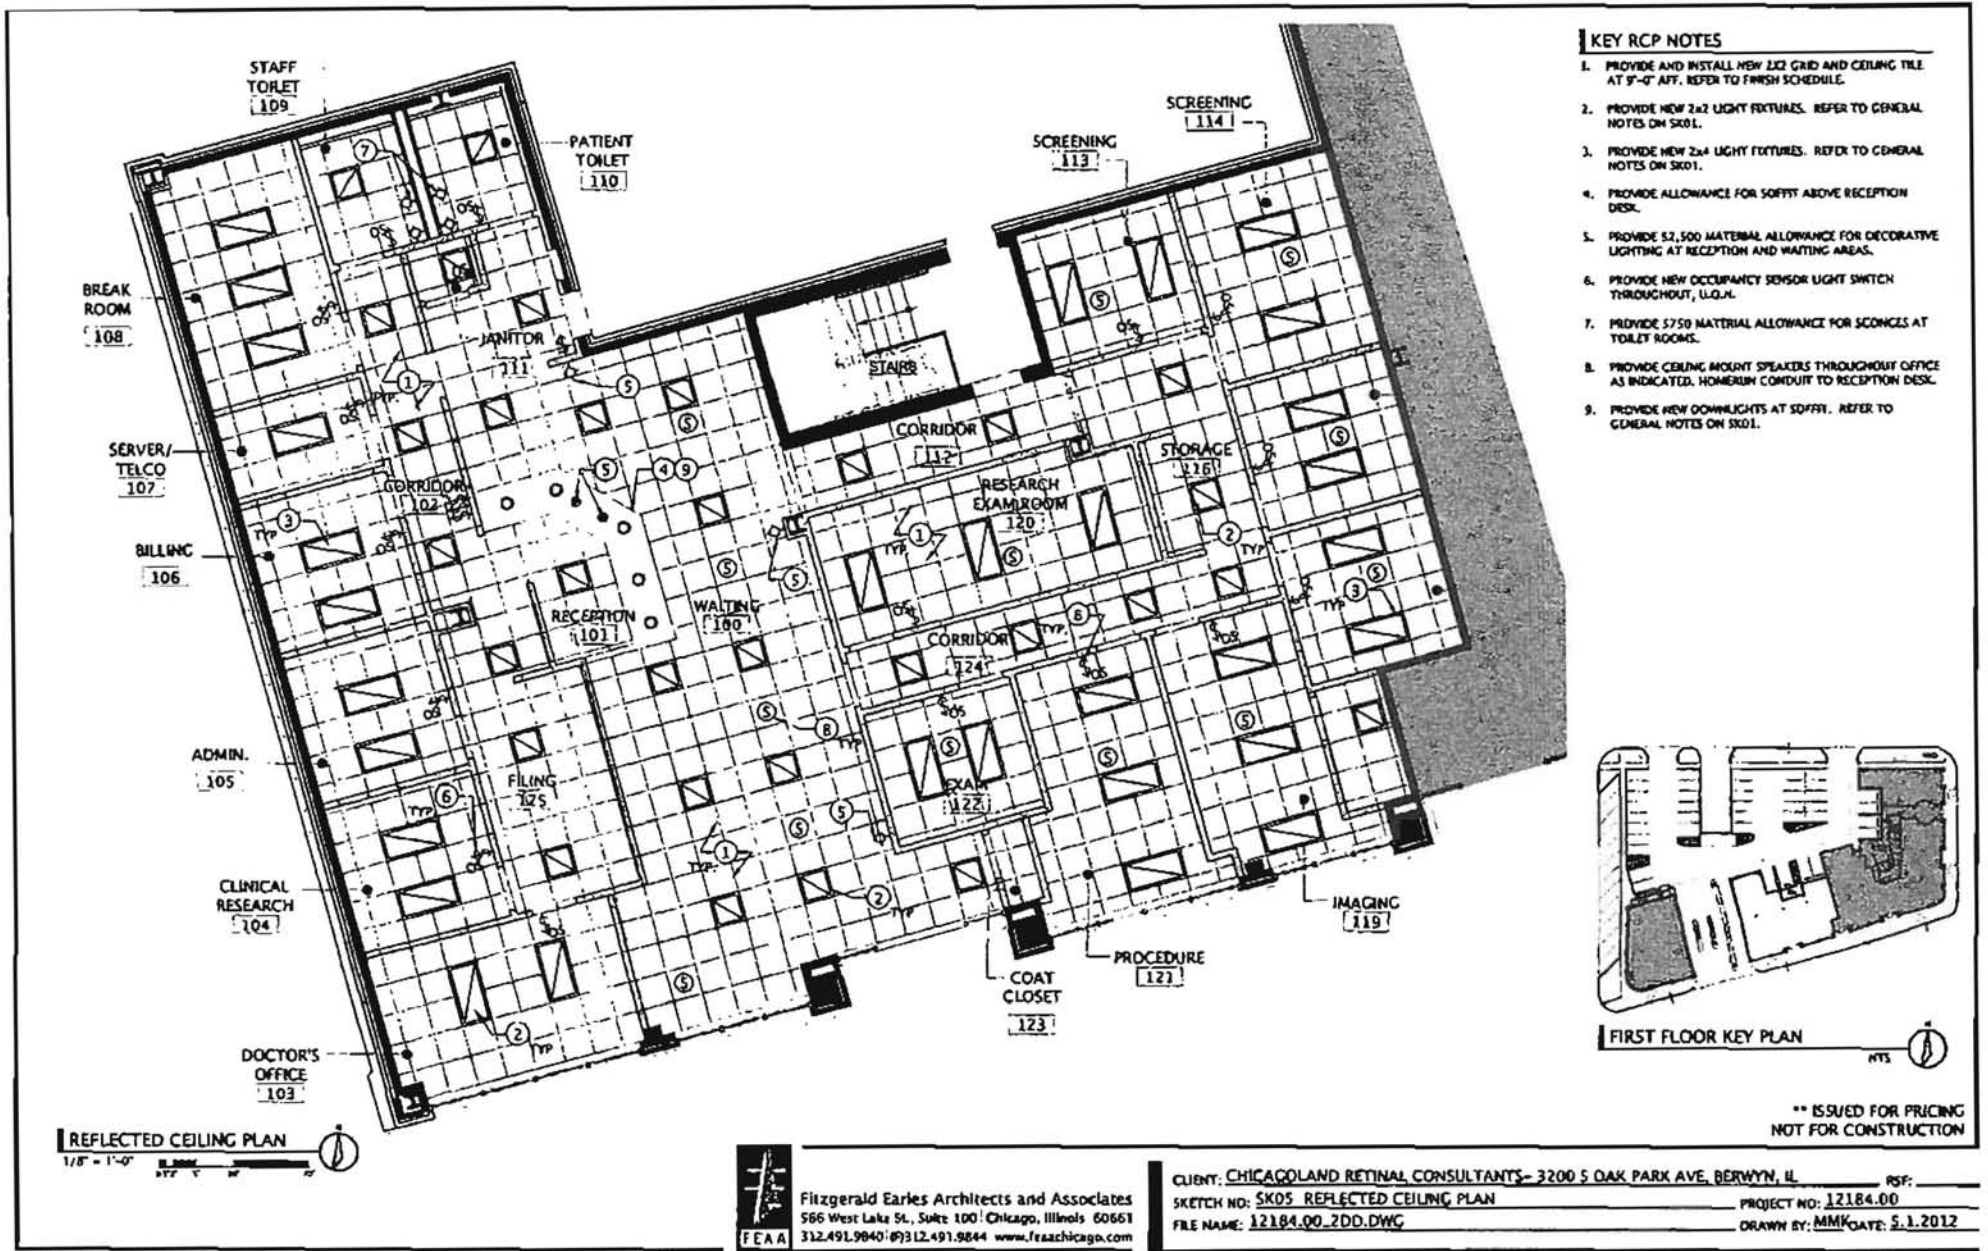 KEY RCP NOTES
1. PROVIDE AND INSTALL NEW 2X2 GRID AND CEILING TILE
AT 9'-0" AFF. REFER TO FINISH SCHEDULE.
2. PROVIDE NEW 2x2 LIGHT FIXTURES. REFER TO GENERAL
NOTES ON SK01.
3. PROVIDE NEW 2x4 LIGHT FIXTURES. REFER TO GENERAL
NOTES ON SK01.
4. PROVIDE ALLOWANCE FOR SOFFIT ABOVE RECEPTION
DESK.
5. PROVIDE $2,500 MATERIAL ALLOWANCE FOR DECORATIVE
LIGHTING AT RECEPTION AND WAITING AREAS.
6. PROVIDE NEW OCCUPANCY SENSOR LIGHT SWITCH
THROUGHOUT, U.O.N.
7. PROVIDE $750 MATERIAL ALLOWANCE FOR SCONCES AT
TOILET ROOMS.
8. PROVIDE CEILING MOUNT SPEAKERS THROUGHOUT OFFICE
AS INDICATED. HOMERUN CONDUIT TO RECEPTION DESK.
9. PROVIDE NEW DOWNLIGHTS AT SOFFIT. REFER TO
GENERAL NOTES ON SK01.
STAFF
TOILET
109
PATIENT
TOILET
110
SCREENING
114
SCREENING
113
BREAK
ROOM
108
JANITOR
111
STAIRS
SERVER/
TELCO
107
CORRIDOR
102
CORRIDOR
112
STORAGE
116
RESEARCH
EXAM ROOM
120
BILLING
106
RECEPTION
101
WAITING
100
CORRIDOR
124
ADMIN.
105
FILING
125
EXAM
122
CLINICAL
RESEARCH
104
IMAGING
119
PROCEDURE
121
COAT
CLOSET
123
DOCTOR'S
OFFICE
103
FIRST FLOOR KEY PLAN
NTS
REFLECTED CEILING PLAN
1/8" = 1'-0"
** ISSUED FOR PRICING
NOT FOR CONSTRUCTION
FEAA
Fitzgerald Earles Architects and Associates
566 West Lake St., Suite 100 Chicago, Illinois 60661
312.491.9840 (F)312.491.9844 www.feaachicago.com
CLIENT: CHICAGOLAND RETINAL CONSULTANTS- 3200 S OAK PARK AVE, BERWYN, IL RSF:
SKETCH NO: SK05 REFLECTED CEILING PLAN PROJECT NO: 12184.00
FILE NAME: 12184.00_2DD.DWG DRAWN BY: MMK DATE: 5.1.2012